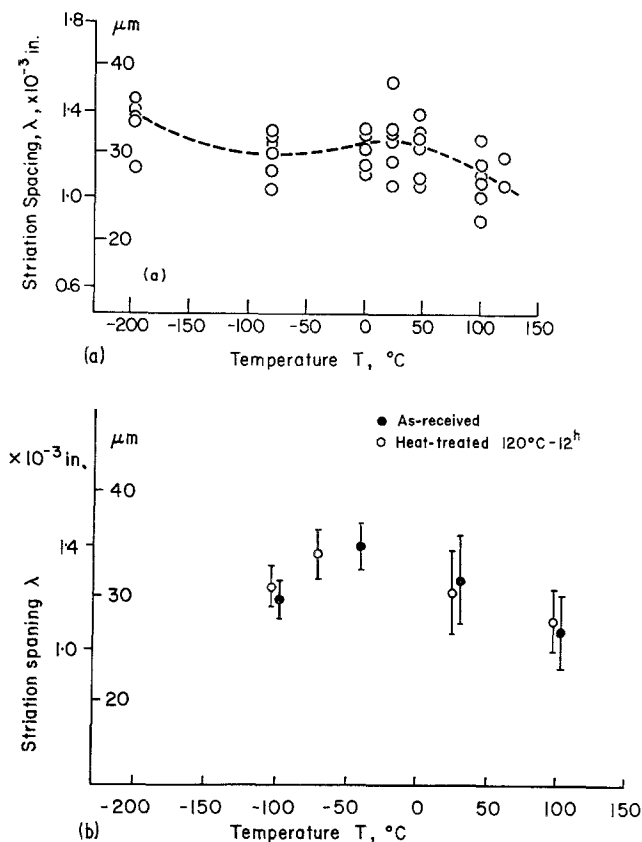 Striation Spacing, λ, ×10⁻³ in.
μm
1·8
1·4
1·0
0·6
40
30
20
(a)
-200 -150 -100 -50 0 50 100 150
Temperature T, °C
(a)
Striation spaning λ
× 10⁻³ in.
μm
1·4
1·0
40
30
20
● As-received
○ Heat-treated 120°C-12ʰ
-200 -150 -100 -50 0 50 100 150
Temperature T, °C
(b)